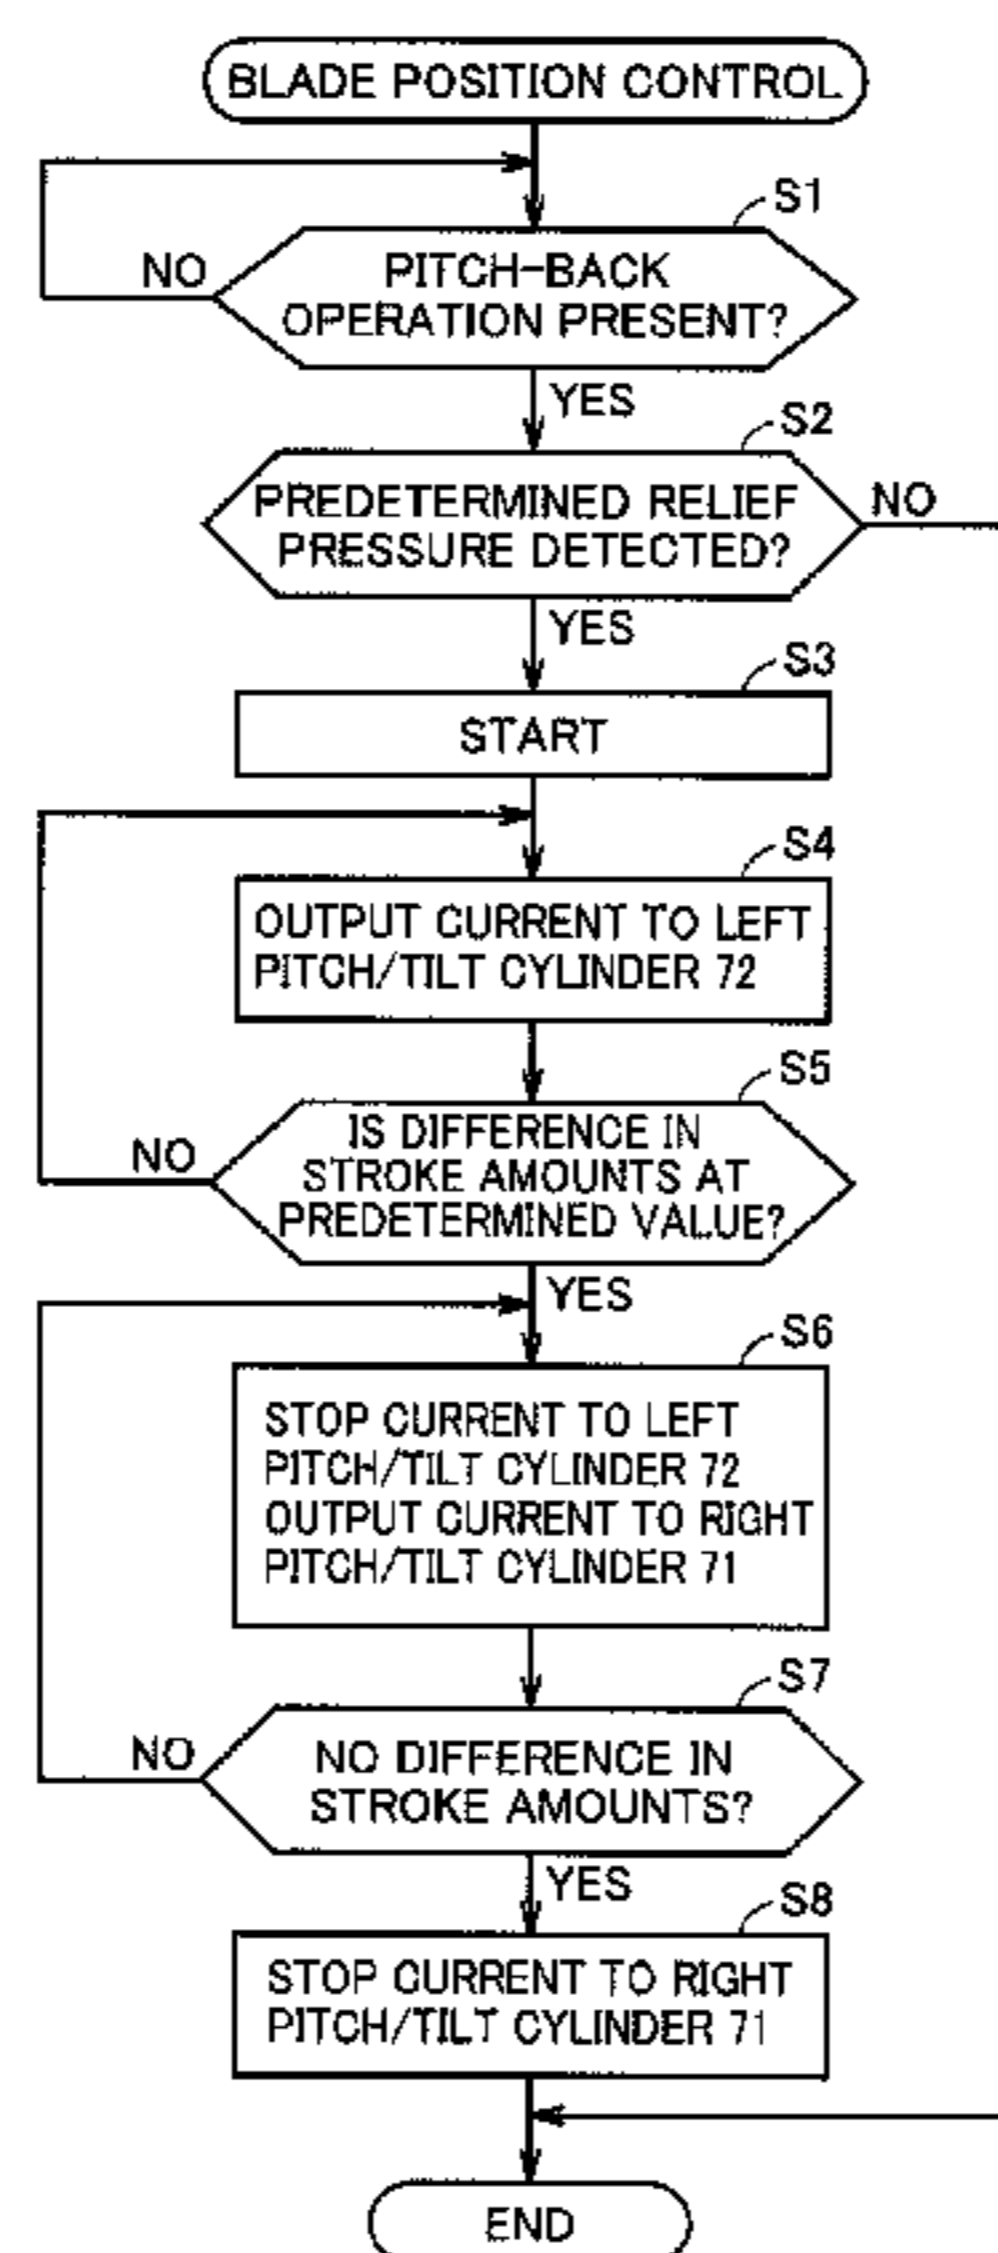 BLADE POSITION CONTROL
S1
NO
PITCH-BACK
OPERATION PRESENT?
YES
S2
PREDETERMINED RELIEF
PRESSURE DETECTED?
NO
YES
S3
START
S4
OUTPUT CURRENT TO LEFT
PITCH/TILT CYLINDER 72
S5
NO
IS DIFFERENCE IN
STROKE AMOUNTS AT
PREDETERMINED VALUE?
YES
S6
STOP CURRENT TO LEFT
PITCH/TILT CYLINDER 72
OUTPUT CURRENT TO RIGHT
PITCH/TILT CYLINDER 71
S7
NO
NO DIFFERENCE IN
STROKE AMOUNTS?
YES
S8
STOP CURRENT TO RIGHT
PITCH/TILT CYLINDER 71
END